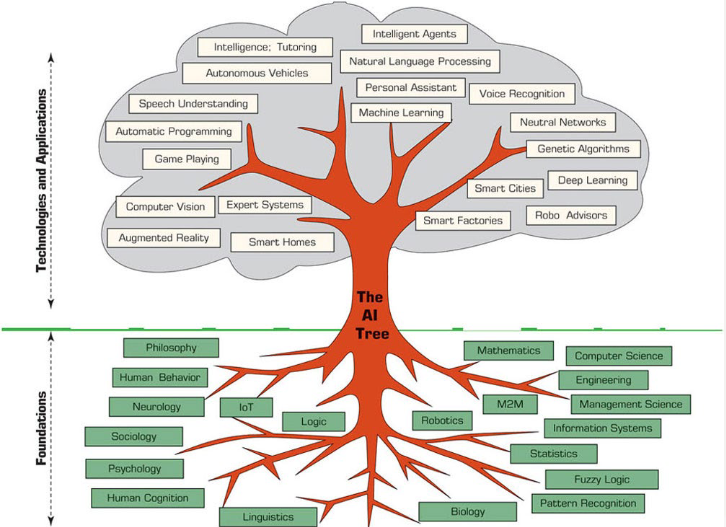 Intelligent Agents
Intelligence; Tutoring
Natural Language Processing
Autonomous Vehicles
Personal Assistant
Voice Recognition
Speech Understanding
Machine Learning
Neutral Networks
Automatic Programming
Genetic Algorithms
Game Playing
Deep Learning
Smart Cities
Computer Vision
Expert Systems
Robo Advisors
Smart Factories
Augmented Reality
Smart Homes
Technologies and Applications
The
AI
Tree
Foundations
Philosophy
Mathematics
Computer Science
Human Behavior
Engineering
Neurology
IoT
M2M
Management Science
Logic
Robotics
Information Systems
Sociology
Statistics
Psychology
Fuzzy Logic
Human Cognition
Pattern Recognition
Linguistics
Biology